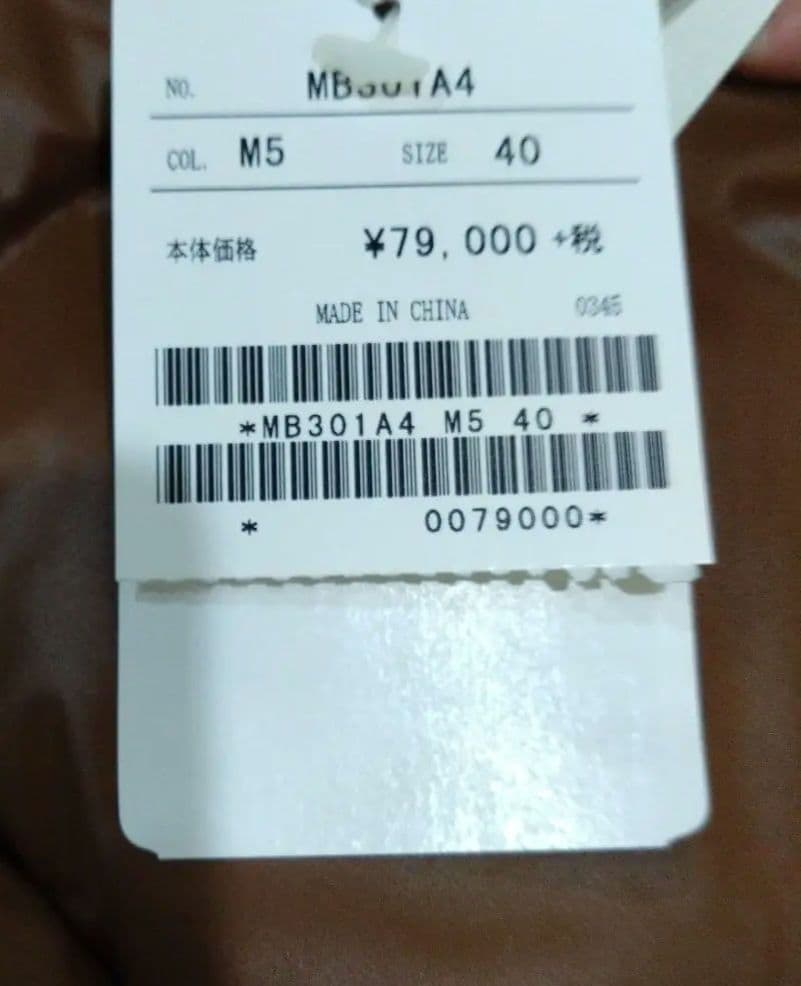 NO. MB301A4
COL. M5 SIZE 40
本体価格 ¥79,000 +税
MADE IN CHINA 0345
*MB301A4 M5 40 *
* 0079000*